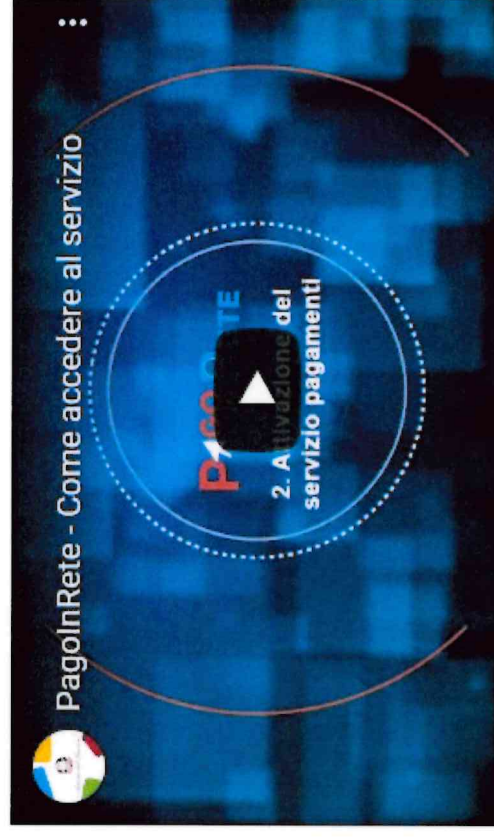 PagoInRete - Come accedere al servizio
2. Attivazione del
servizio pagamenti